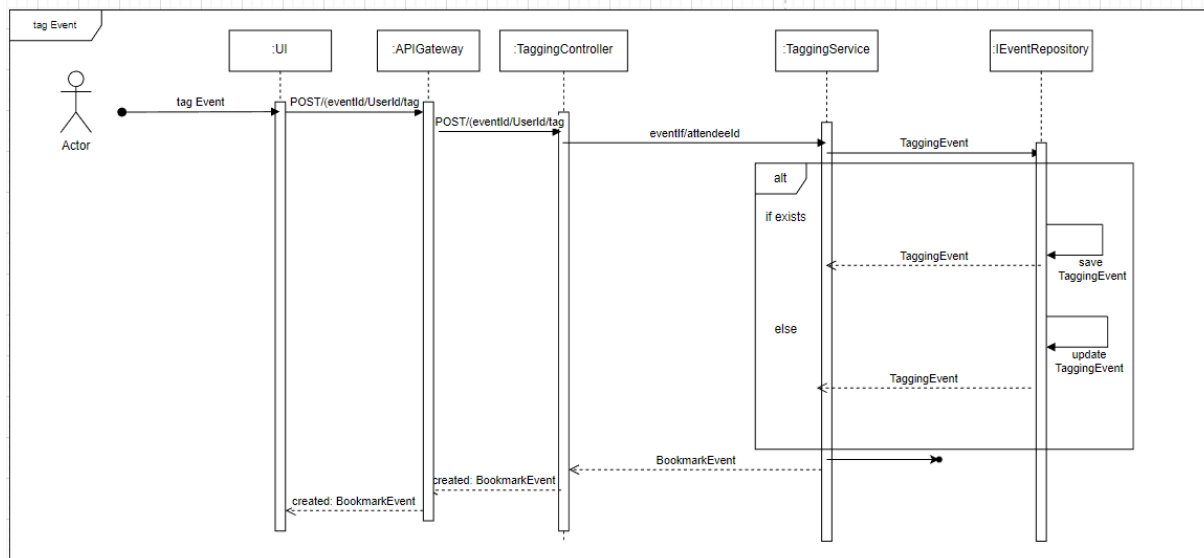 tag Event
:UI
:APIGateway
:TaggingController
:TaggingService
:IEventRepository
Actor
tag Event
POST/(eventId/UserId/tag
POST/(eventId/UserId/tag
eventIf/attendeeId
TaggingEvent
alt
if exists
save
TaggingEvent
TaggingEvent
else
update
TaggingEvent
TaggingEvent
BookmarkEvent
created: BookmarkEvent
created: BookmarkEvent